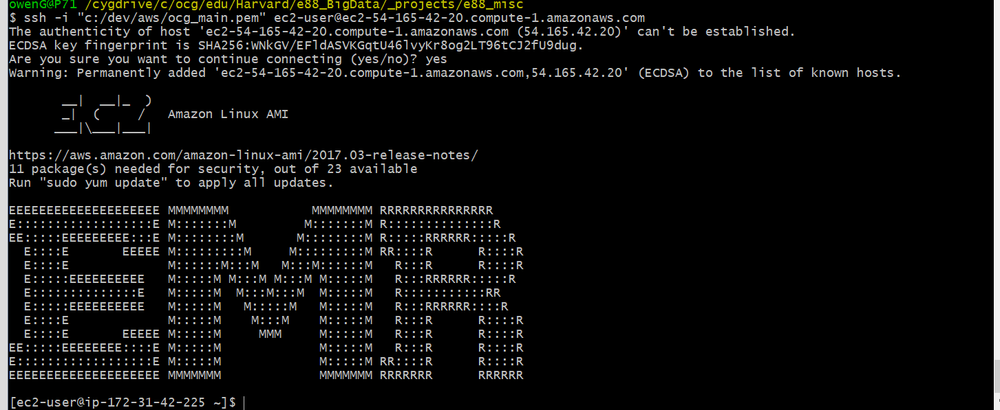 owenG@P71 /cygdrive/c/ocg/edu/Harvard/e88_BigData/_projects/e88_misc
$ ssh -i "c:/dev/aws/ocg_main.pem" ec2-user@ec2-54-165-42-20.compute-1.amazonaws.com
The authenticity of host 'ec2-54-165-42-20.compute-1.amazonaws.com (54.165.42.20)' can't be established.
ECDSA key fingerprint is SHA256:WNkGV/EFldASVKGqtU46lvyKr8og2LT96tCJ2fU9dug.
Are you sure you want to continue connecting (yes/no)? yes
Warning: Permanently added 'ec2-54-165-42-20.compute-1.amazonaws.com,54.165.42.20' (ECDSA) to the list of known hosts.

       __|  __|_  )
       _|  (     /   Amazon Linux AMI
      ___|\___|___|

https://aws.amazon.com/amazon-linux-ami/2017.03-release-notes/
11 package(s) needed for security, out of 23 available
Run "sudo yum update" to apply all updates.

EEEEEEEEEEEEEEEEEEEE MMMMMMMM           MMMMMMMM RRRRRRRRRRRRRRR
E::::::::::::::::::E M:::::::M         M:::::::M R::::::::::::::R
EE:::::EEEEEEEEE:::E M::::::::M       M::::::::M R:::::RRRRRR:::::R
  E::::E       EEEEE M:::::::::M     M:::::::::M RR::::R      R::::R
  E::::E             M::::::M:::M   M:::M::::::M   R:::R      R::::R
  E:::::EEEEEEEEEE   M:::::M M:::M M:::M M:::::M   R:::RRRRRR:::::R
  E::::::::::::::E   M:::::M  M:::M:::M  M:::::M   R:::::::::::RR
  E:::::EEEEEEEEEE   M:::::M   M:::::M   M:::::M   R:::RRRRRR::::R
  E::::E             M:::::M    M:::M    M:::::M   R:::R      R::::R
  E::::E       EEEEE M:::::M     MMM     M:::::M   R:::R      R::::R
EE:::::EEEEEEEE::::E M:::::M             M:::::M   R:::R      R::::R
E::::::::::::::::::E M:::::M             M:::::M RR::::R      R::::R
EEEEEEEEEEEEEEEEEEEE MMMMMMM             MMMMMMM RRRRRRR      RRRRRR

[ec2-user@ip-172-31-42-225 ~]$